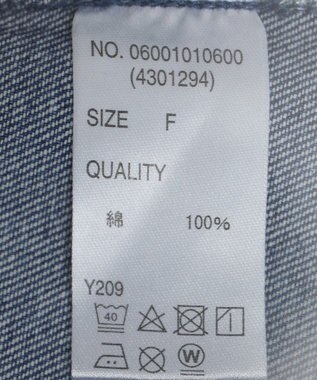 NO. 06001010600
(4301294)
SIZE F
QUALITY
綿 100%
Y209
40
W